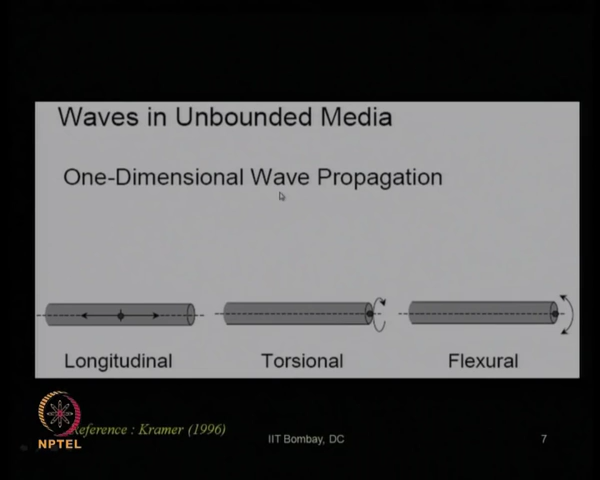 Waves in Unbounded Media
One-Dimensional Wave Propagation
Longitudinal Torsional Flexural
Reference : Kramer (1996)
NPTEL
IIT Bombay, DC
7